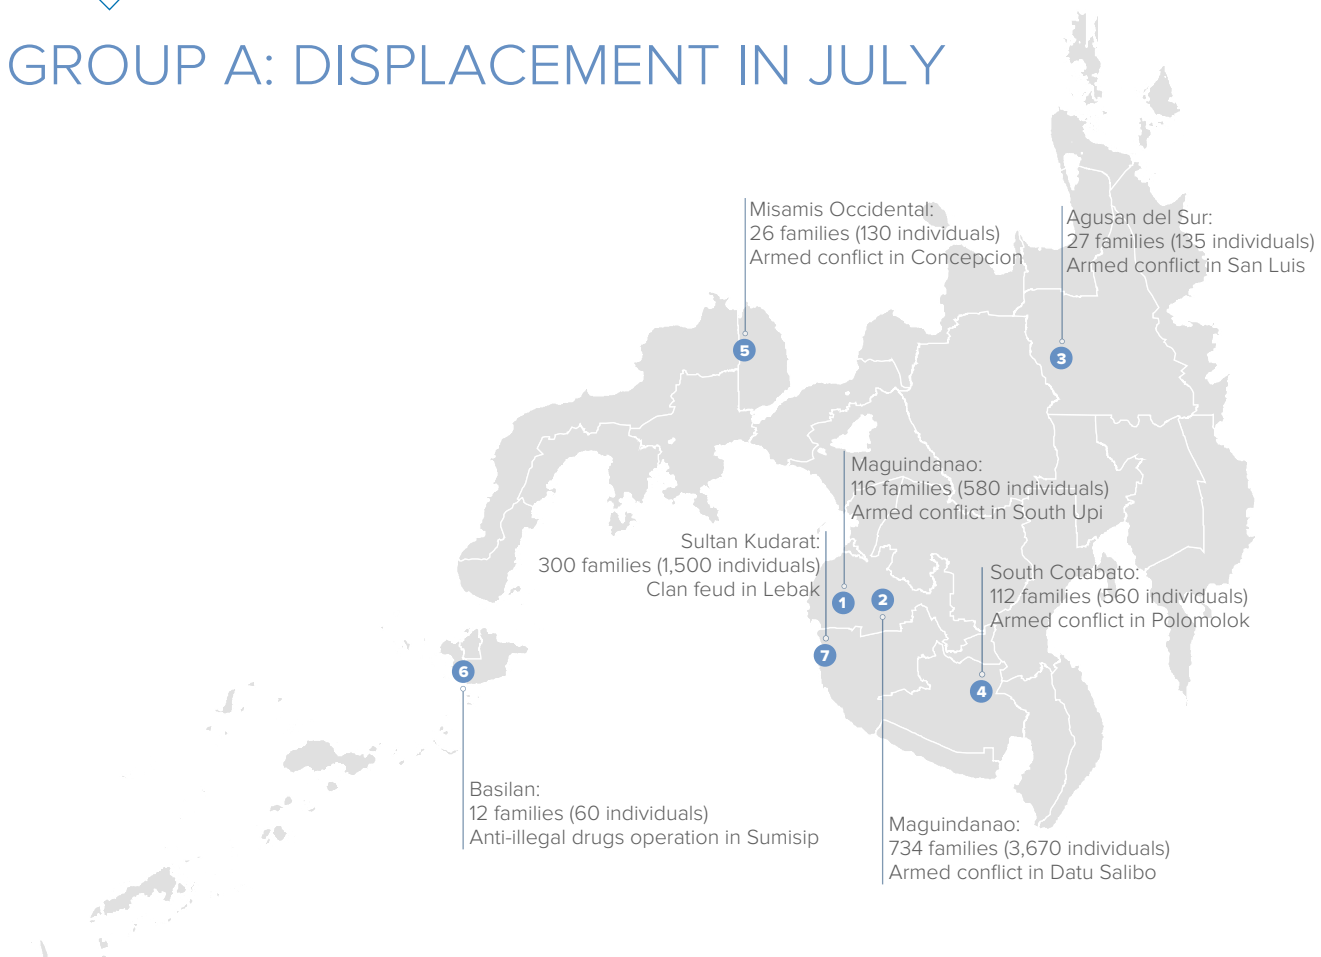 GROUP A: DISPLACEMENT IN JULY
Misamis Occidental:
26 families (130 individuals)
Armed conflict in Concepcion
Agusan del Sur:
27 families (135 individuals)
Armed conflict in San Luis
5
3
Maguindanao:
116 families (580 individuals)
Armed conflict in South Upi
Sultan Kudarat:
300 families (1,500 individuals)
Clan feud in Lebak
South Cotabato:
112 families (560 individuals)
Armed conflict in Polomolok
1
2
7
6
4
Basilan:
12 families (60 individuals)
Anti-illegal drugs operation in Sumisip
Maguindanao:
734 families (3,670 individuals)
Armed conflict in Datu Salibo